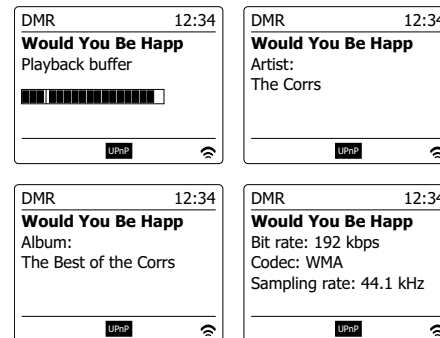 DMR 12:34
Would You Be Happ
Playback buffer
UPnP
DMR 12:34
Would You Be Happ
Artist:
The Corrs
UPnP
DMR 12:34
Would You Be Happ
Album:
The Best of the Corrs
UPnP
DMR 12:34
Would You Be Happ
Bit rate: 192 kbps
Codec: WMA
Sampling rate: 44.1 kHz
UPnP